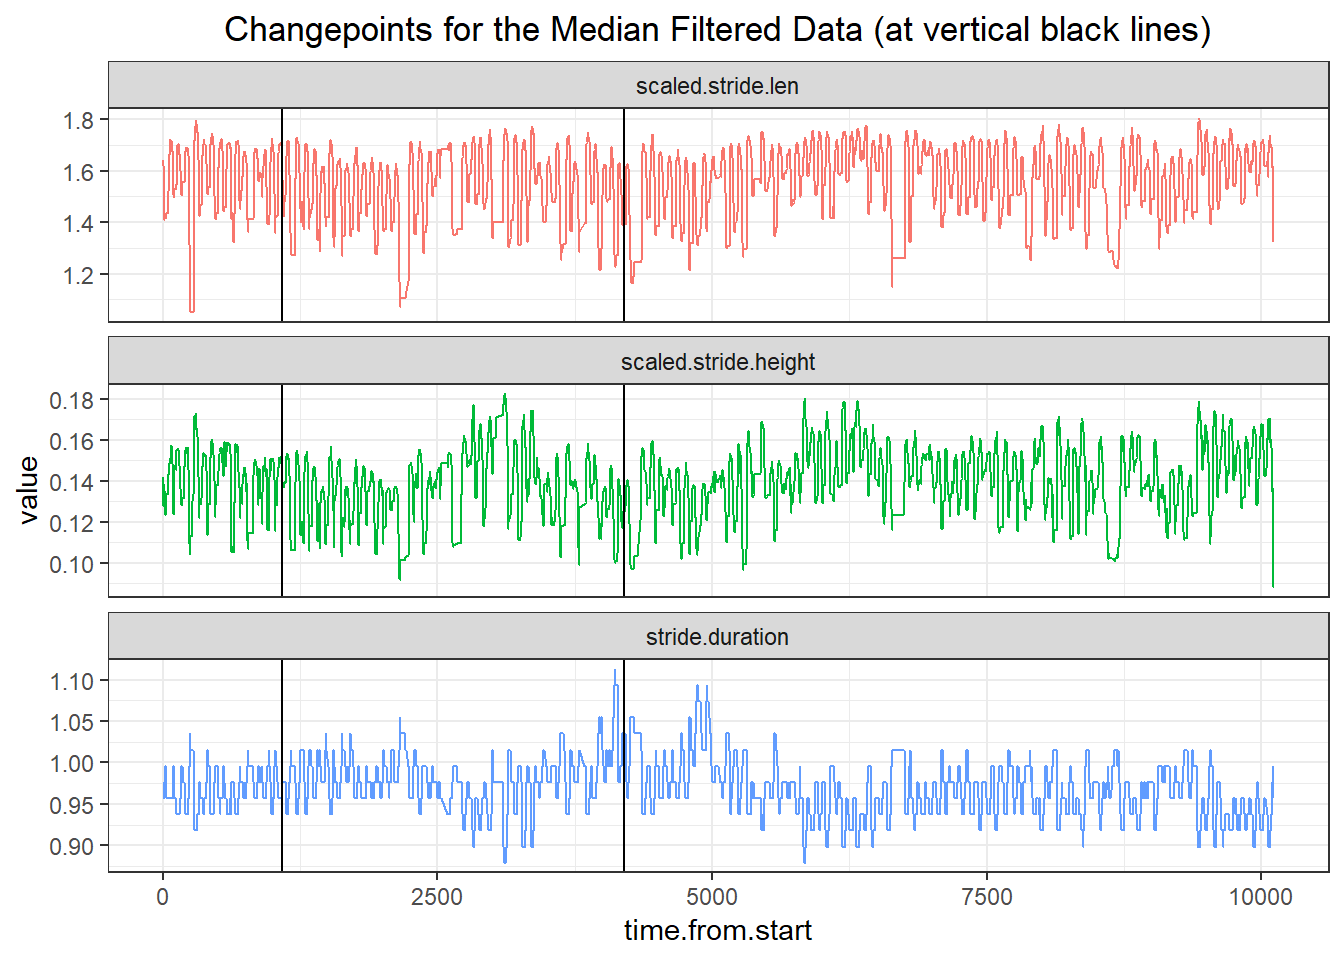 Changepoints for the Median Filtered Data (at vertical black lines)
scaled.stride.len
1.8
1.6
1.4
1.2
scaled.stride.height
0.18
0.16
0.14
0.12
0.10
value
stride.duration
1.10
1.05
1.00
0.95
0.90
0 2500 5000 7500 10000
time.from.start